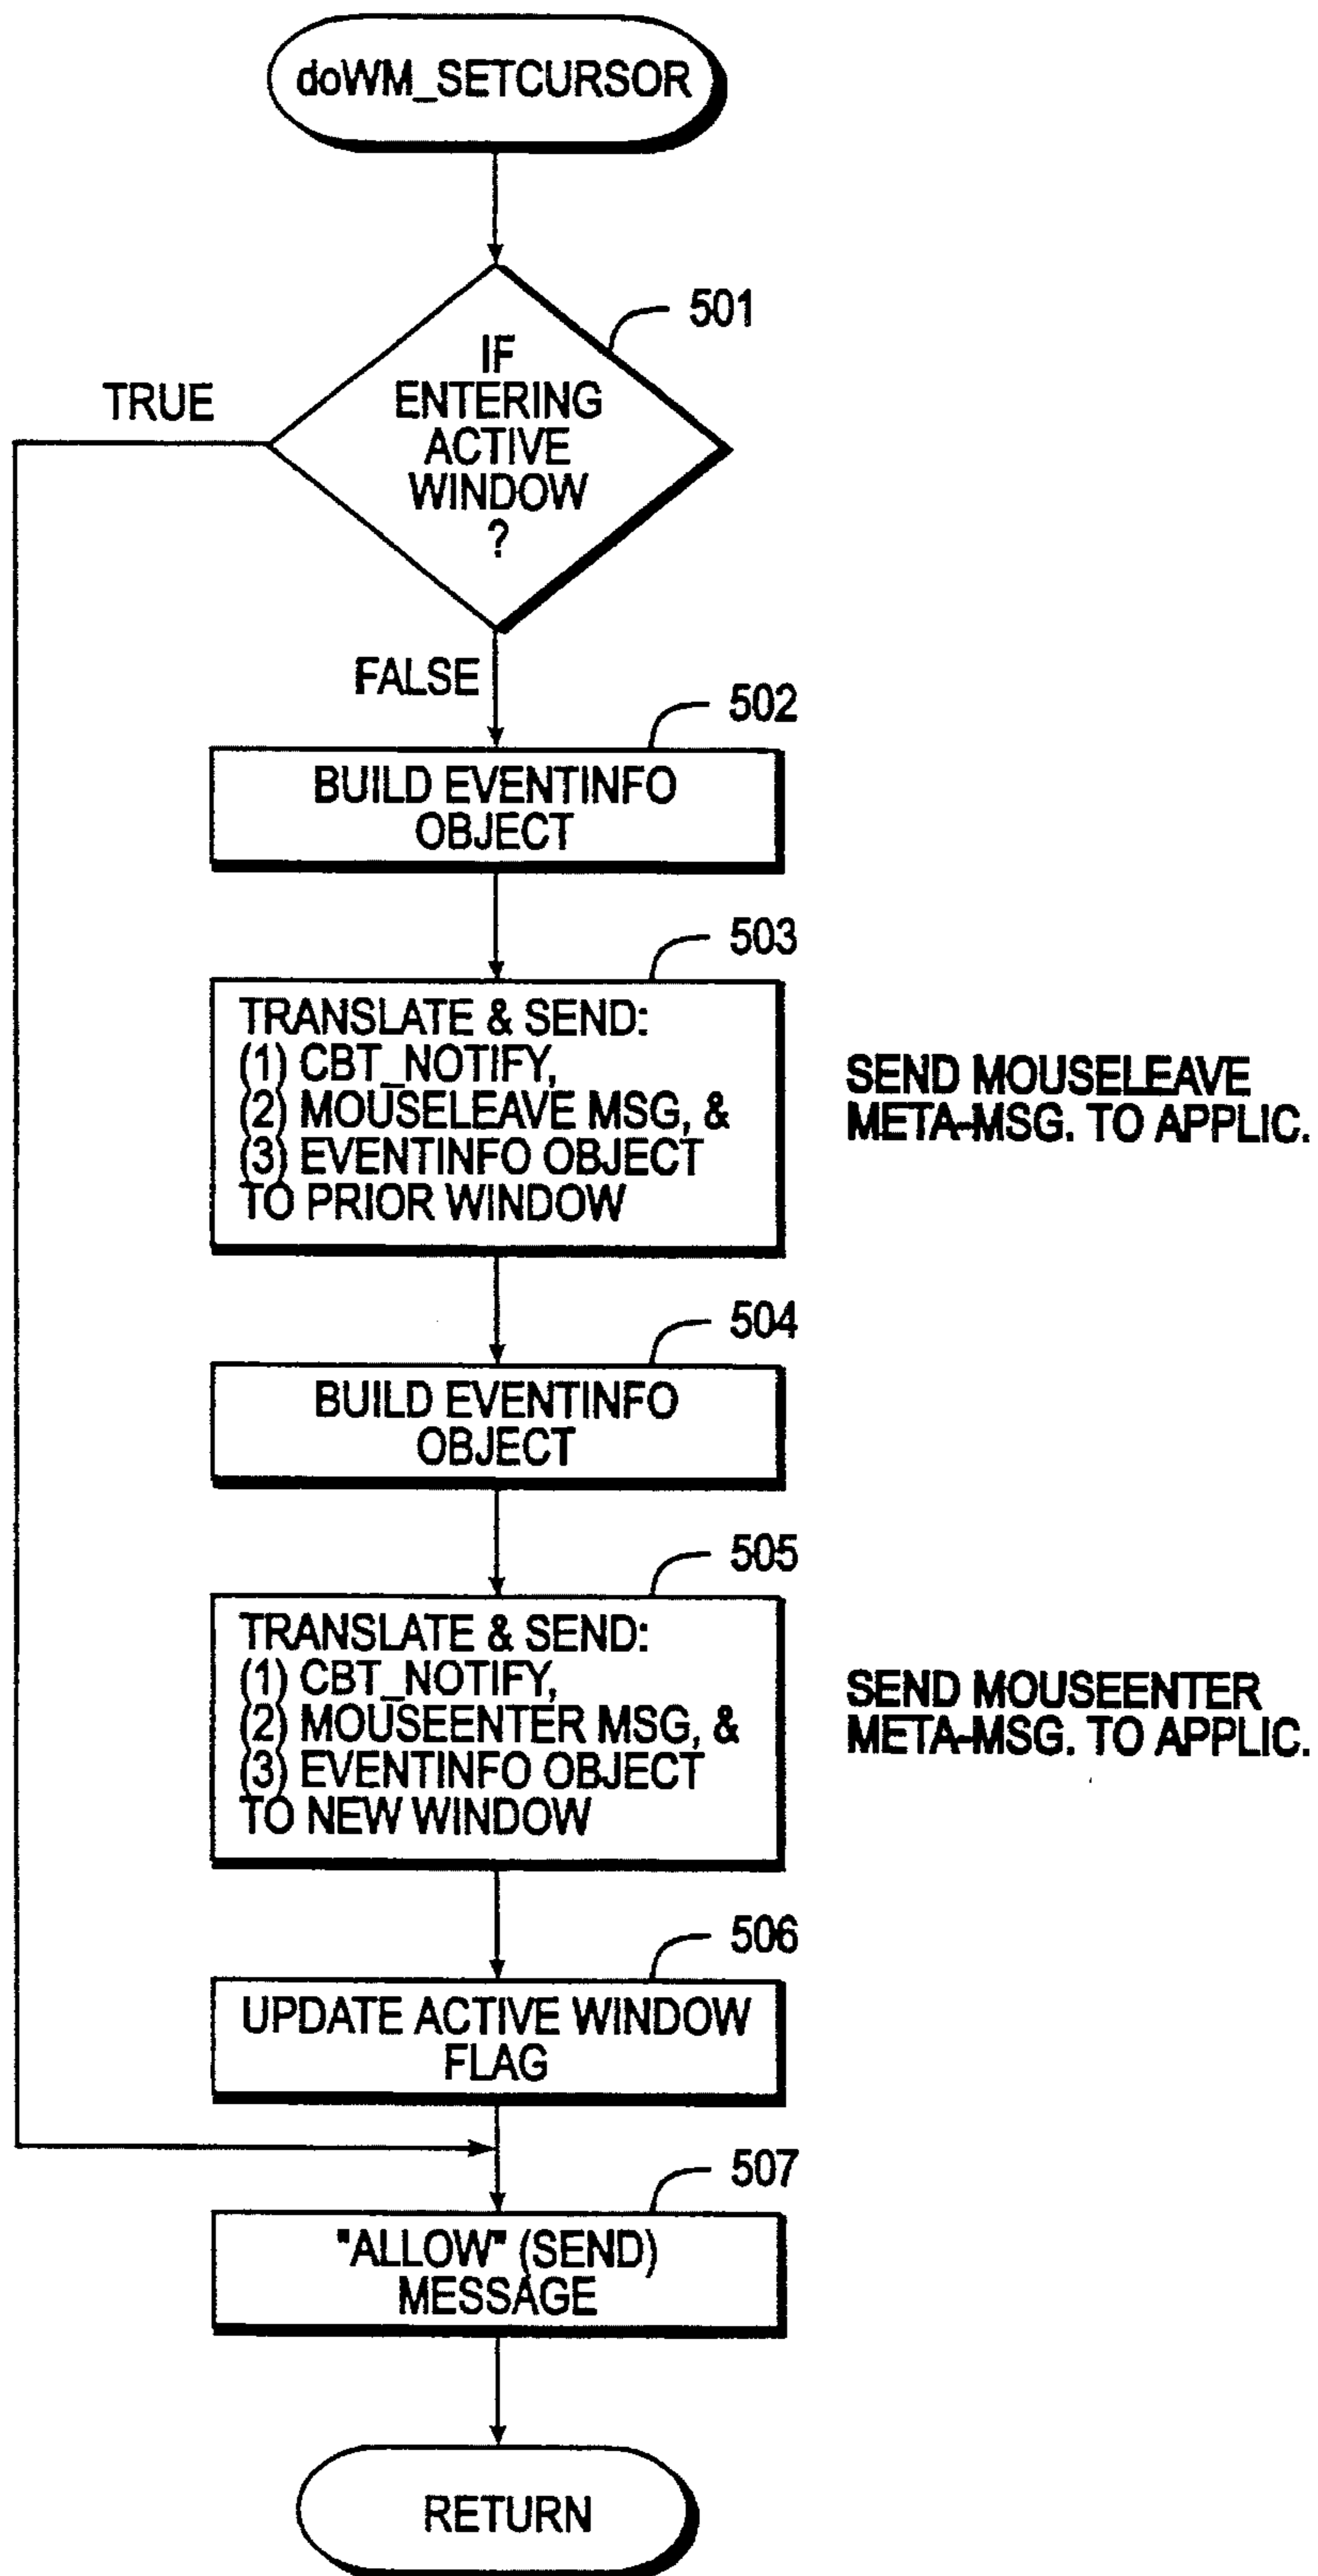 doWM_SETCURSOR
501
IF
ENTERING
ACTIVE
WINDOW
?
TRUE
FALSE
502
BUILD EVENTINFO
OBJECT
503
TRANSLATE & SEND:
(1) CBT_NOTIFY,
(2) MOUSELEAVE MSG, &
(3) EVENTINFO OBJECT
TO PRIOR WINDOW
SEND MOUSELEAVE
META-MSG. TO APPLIC.
504
BUILD EVENTINFO
OBJECT
505
TRANSLATE & SEND:
(1) CBT_NOTIFY,
(2) MOUSEENTER MSG, &
(3) EVENTINFO OBJECT
TO NEW WINDOW
SEND MOUSEENTER
META-MSG. TO APPLIC.
506
UPDATE ACTIVE WINDOW
FLAG
507
"ALLOW" (SEND)
MESSAGE
RETURN